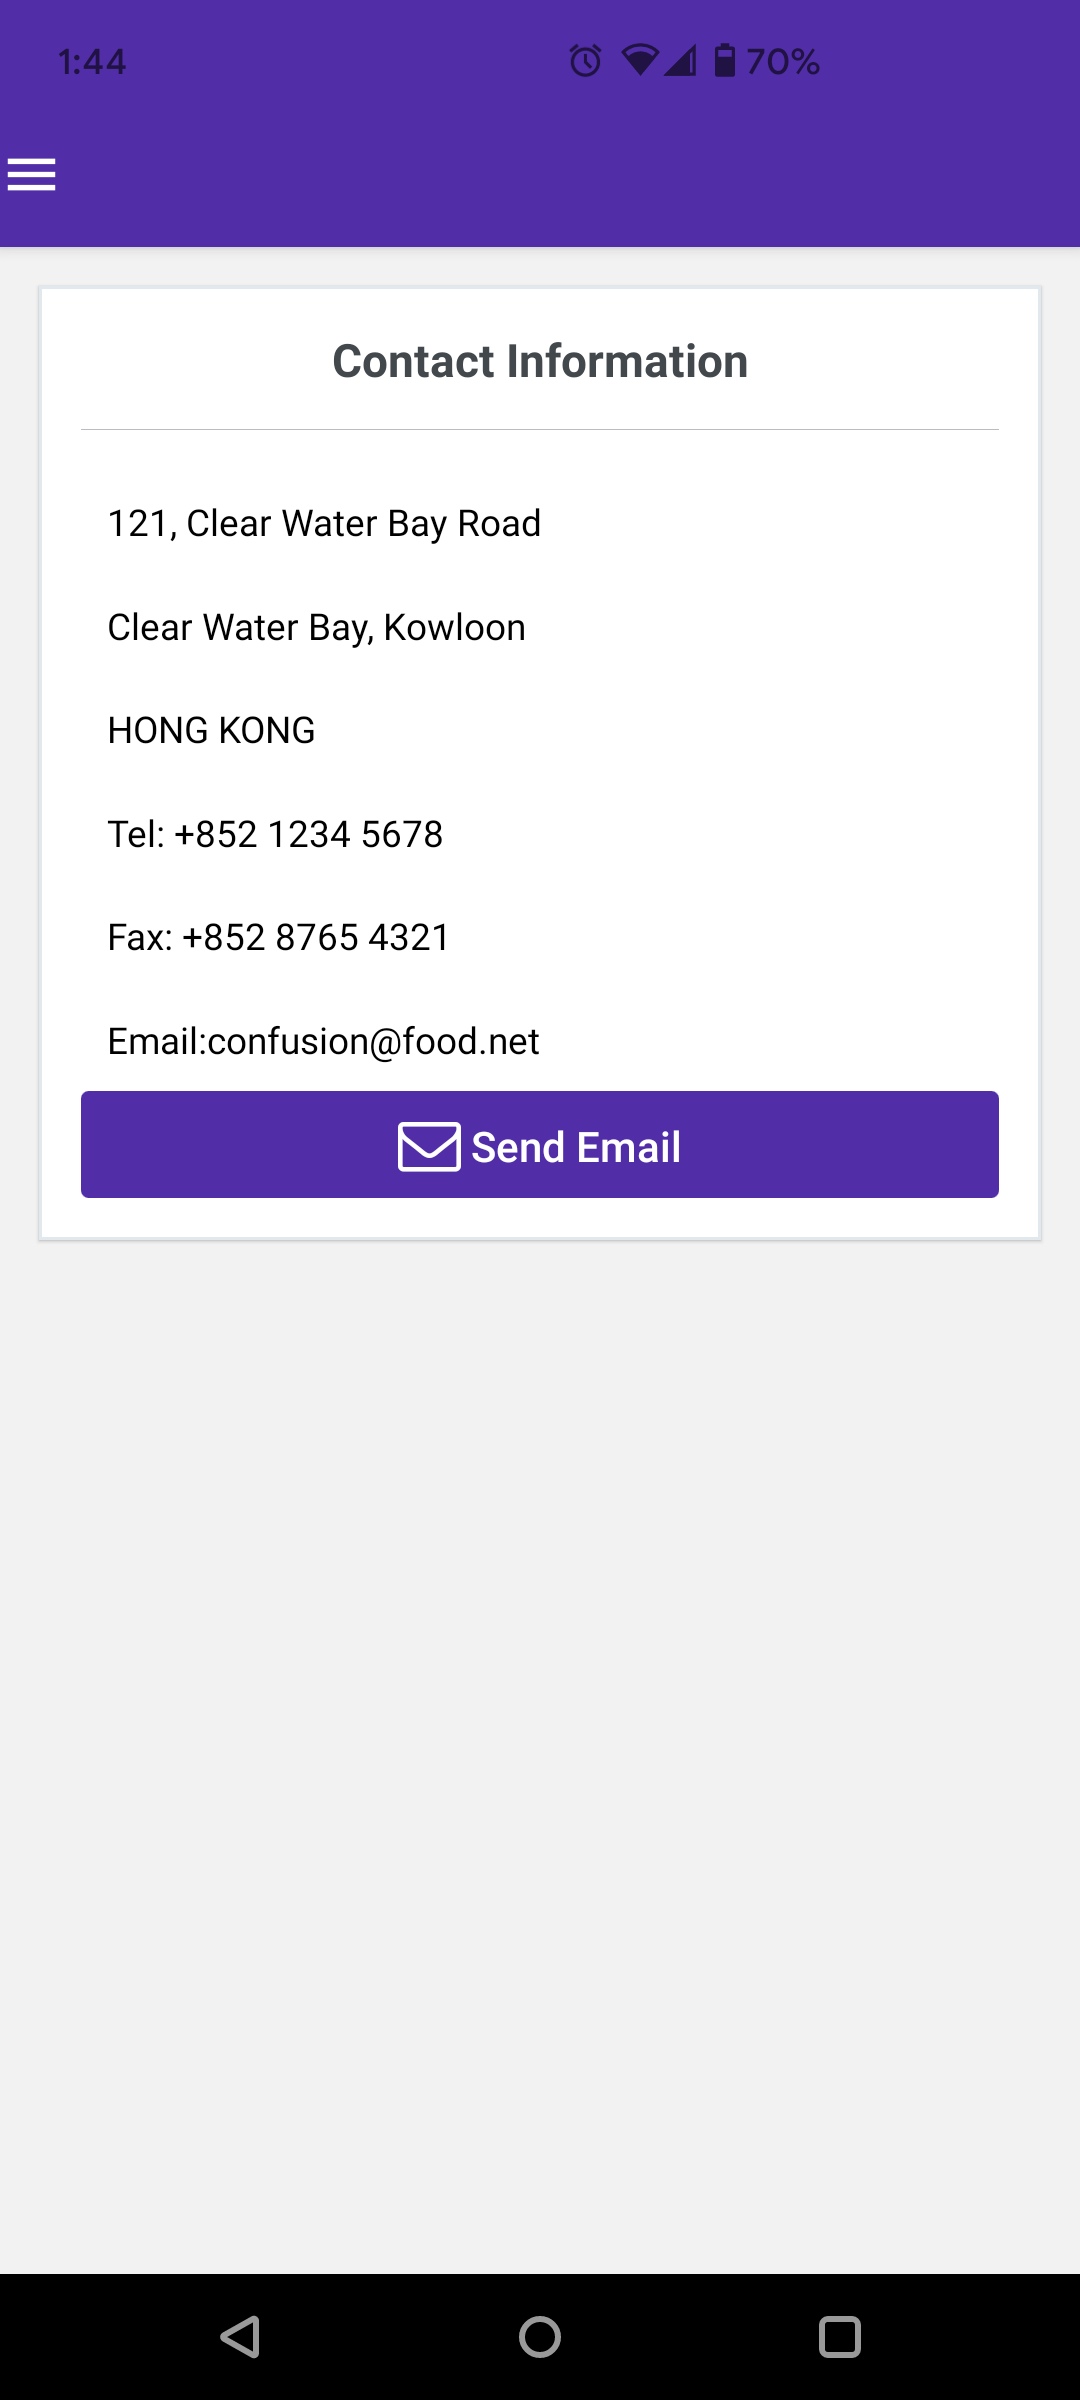 1:44 70%
Contact Information
121, Clear Water Bay Road
Clear Water Bay, Kowloon
HONG KONG
Tel: +852 1234 5678
Fax: +852 8765 4321
Email:confusion@food.net
Send Email